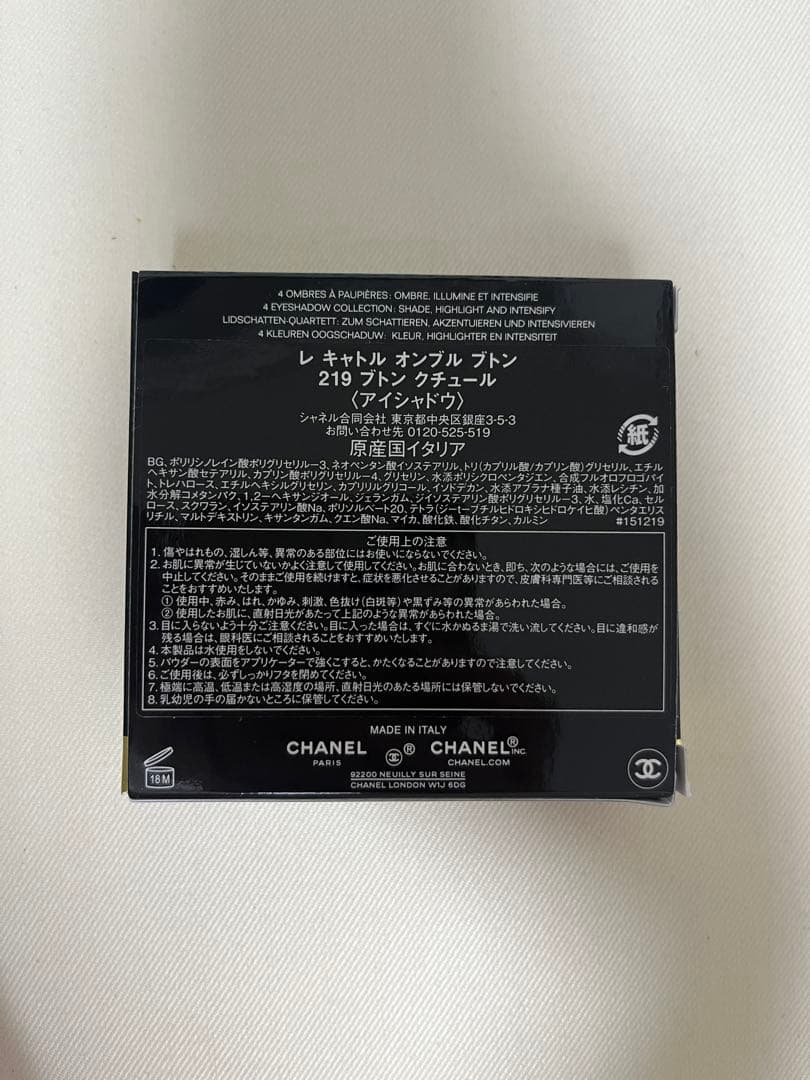 4 OMBRES À PAUPIÈRES: OMBRE, ILLUMINE ET INTENSIFIE
4 EYESHADOW COLLECTION: SHADE, HIGHLIGHT AND INTENSIFY
LIDSCHATTEN-QUARTETT: ZUM SCHATTIEREN, AKZENTUIEREN UND INTENSIVIEREN
4 KLEUREN OOGSCHADUW: KLEUR, HIGHLIGHTER EN INTENSITEIT
レ キャトル オンブル ブトン
219 ブトン クチュール
〈アイシャドウ〉
シャネル合同会社 東京都中央区銀座3-5-3
お問い合わせ先 0120-525-519
原産国イタリア
紙
BG、ポリリシノレイン酸ポリグリセリル-3、ネオペンタン酸イソステアリル、トリ(カプリル酸/カプリン酸)グリセリル、エチル
ヘキサン酸セテアリル、カプリン酸ポリグリセリル-4、グリセリン、水添ポリシクロペンタジエン、合成フルオロフロゴパイ
ト、トレハロース、エチルヘキシルグリセリン、カプリリルグリコール、イソドデカン、水添アブラナ種子油、水添レシチン、加
水分解コメタンパク、1,2-ヘキサンジオール、ジェランガム、ジイソステアリン酸ポリグリセリル-3、水、塩化Ca、セル
ロース、スクワラン、イソステアリン酸Na、ポリソルベート20、テトラ(ジ-t-ブチルヒドロキシヒドロケイヒ酸)ペンタエリス
リチル、マルトデキストリン、キサンタンガム、クエン酸Na、マイカ、酸化鉄、酸化チタン、カルミン
#151219
ご使用上の注意
1. 傷やはれもの、湿しん等、異常のある部位にはお使いにならないでください。
2. お肌に異常が生じていないかよく注意して使用してください。お肌に合わないとき、即ち、次のような場合には、ご使用を
中止してください。そのままご使用を続けますと、症状を悪化させることがありますので、皮膚科専門医等にご相談される
ことをおすすめいたします。
① 使用中、赤み、はれ、かゆみ、刺激、色抜け(白斑等)や黒ずみ等の異常があらわれた場合。
② 使用したお肌に、直射日光があたって上記のような異常があらわれた場合。
3. 目に入らないよう十分ご注意ください。目に入った場合は、すぐに水かぬるま湯で洗い流してください。目に違和感が
残る場合は、眼科医にご相談されることをおすすめいたします。
4. 本製品は水使用をしないでください。
5. パウダーの表面をアプリケーターで強くこすると、かたくなることがありますので注意してください。
6. ご使用後は、必ずしっかりフタを閉めてください。
7. 極端に高温、低温または高湿度の場所、直射日光のあたる場所には保管しないでください。
8. 乳幼児の手の届かないところに保管してください。
MADE IN ITALY
CHANEL ® CHANEL® INC.
PARIS CHANEL.COM
92200 NEUILLY SUR SEINE
CHANEL LONDON W1J 6DG
18 M